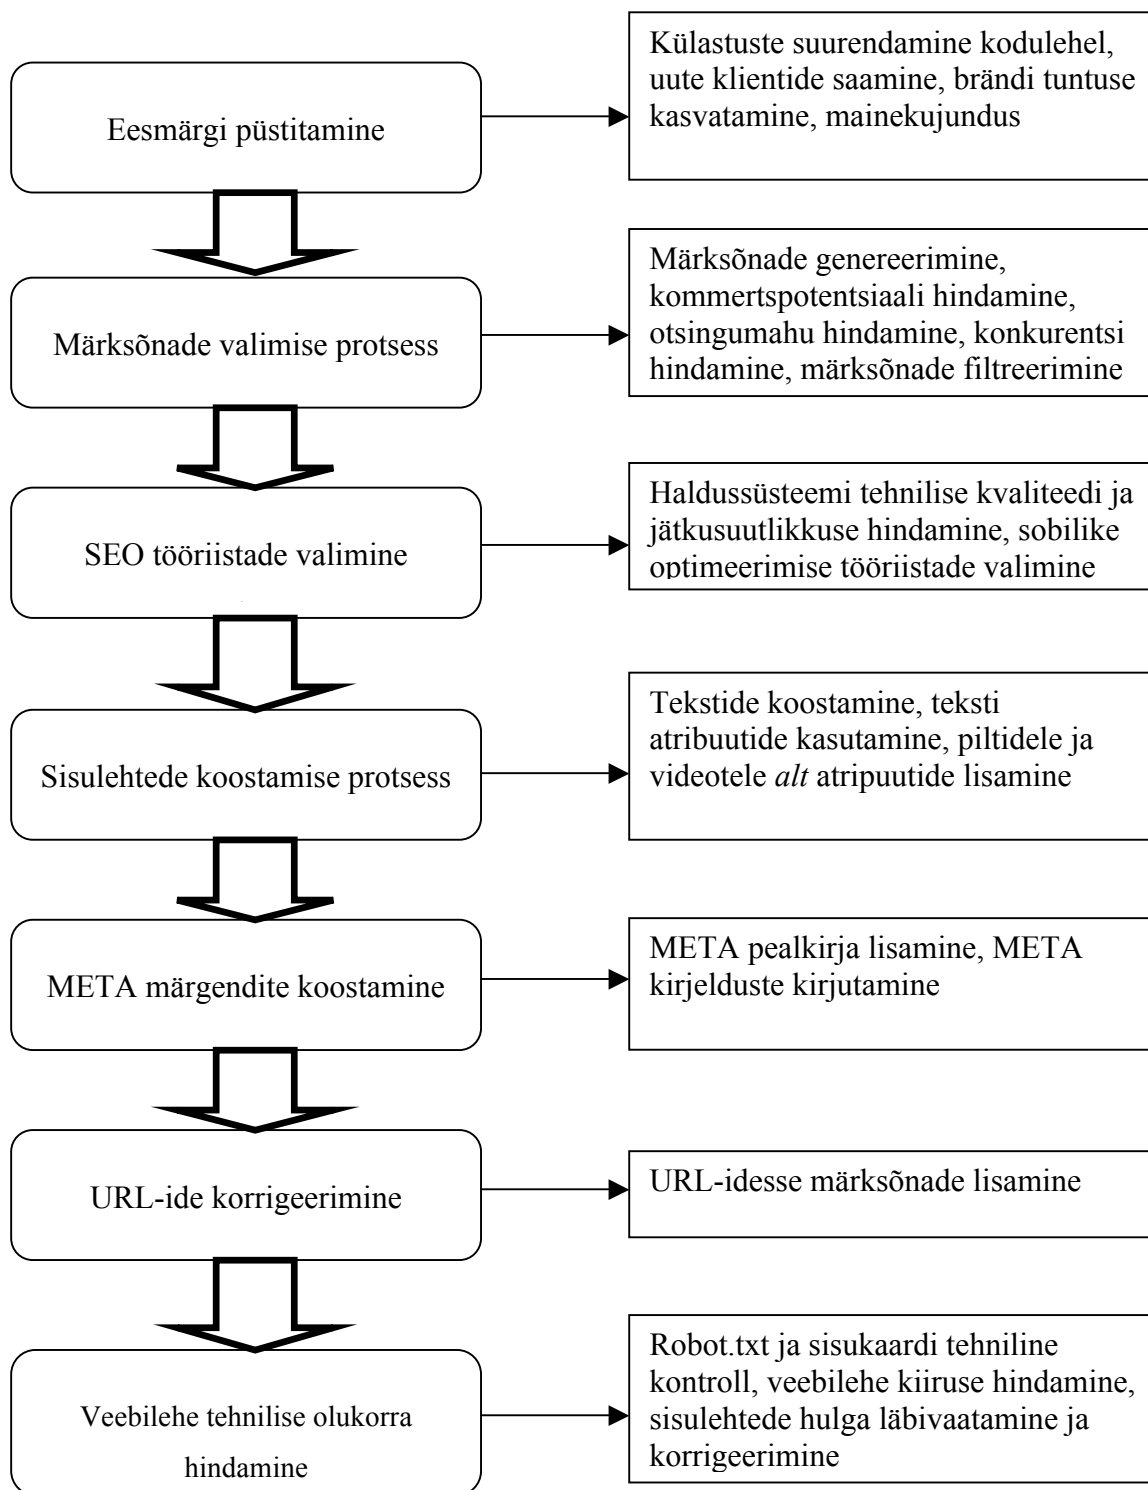 Eesmärgi püstitamine
Külastuste suurendamine kodulehel,
uute klientide saamine, brändi tuntuse
kasvatamine, mainekujundus
Märksõnade valimise protsess
Märksõnade genereerimine,
kommertspotentsiaali hindamine,
otsingumahu hindamine, konkurentsi
hindamine, märksõnade filtreerimine
SEO tööriistade valimine
Haldussüsteemi tehnilise kvaliteedi ja
jätkusuutlikkuse hindamine, sobilike
optimeerimise tööriistade valimine
Sisulehtede koostamise protsess
Tekstide koostamine, teksti
atribuutide kasutamine, piltidele ja
videotele alt atripuutide lisamine
META märgendite koostamine
META pealkirja lisamine, META
kirjelduste kirjutamine
URL-ide korrigeerimine
URL-idesse märksõnade lisamine
Veebilehe tehnilise olukorra
hindamine
Robot.txt ja sisukaardi tehniline
kontroll, veebilehe kiiruse hindamine,
sisulehtede hulga läbivaatamine ja
korrigeerimine